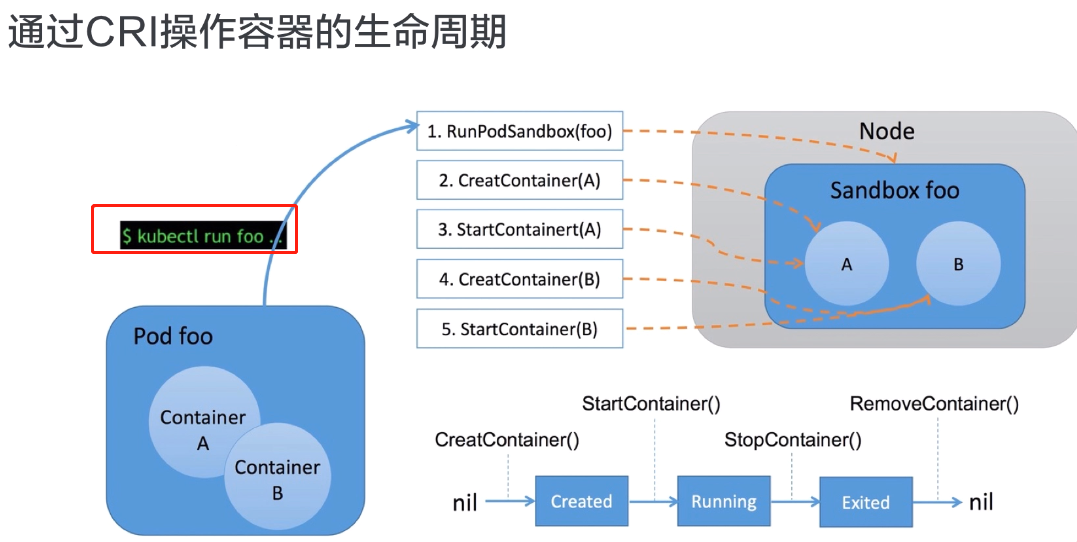 通过CRI操作容器的生命周期
$ kubectl run foo ..
Pod foo
Container
A
Container
B
1. RunPodSandbox(foo)
2. CreatContainer(A)
3. StartContainert(A)
4. CreatContainer(B)
5. StartContainer(B)
Node
Sandbox foo
A
B
StartContainer()
RemoveContainer()
CreatContainer()
StopContainer()
nil
Created
Running
Exited
nil